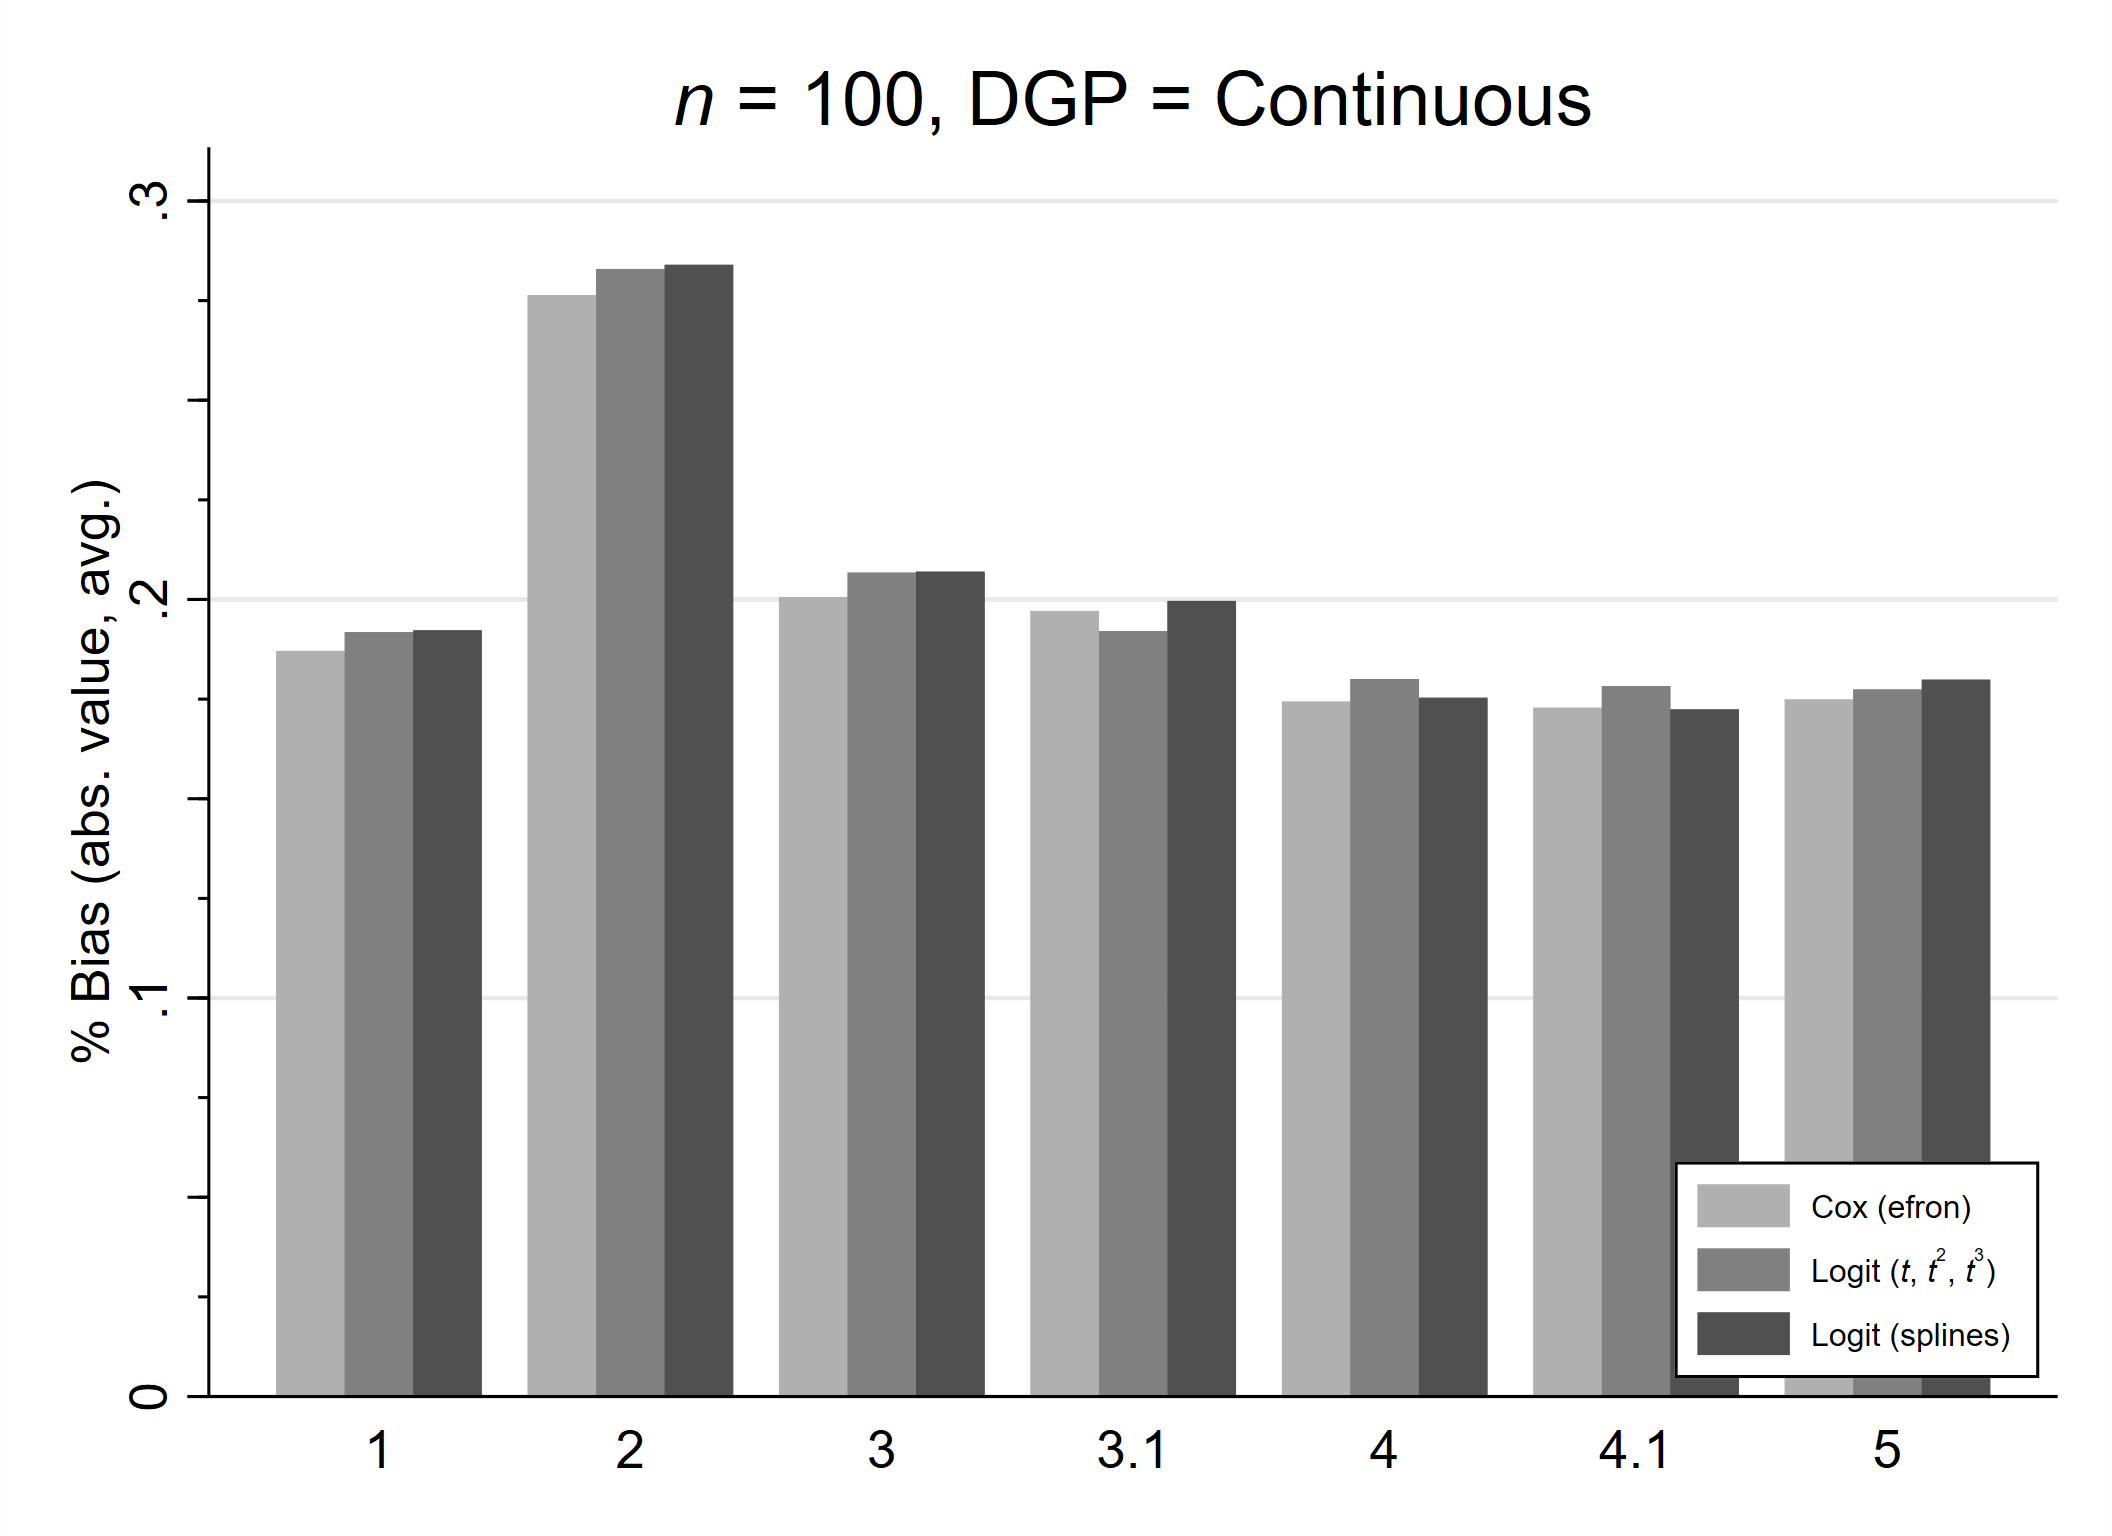 n = 100, DGP = Continuous
% Bias (abs. value, avg.)
.3
.2
.1
0
1 2 3 3.1 4 4.1 5
Cox (efron)
Logit (t, t², t³)
Logit (splines)